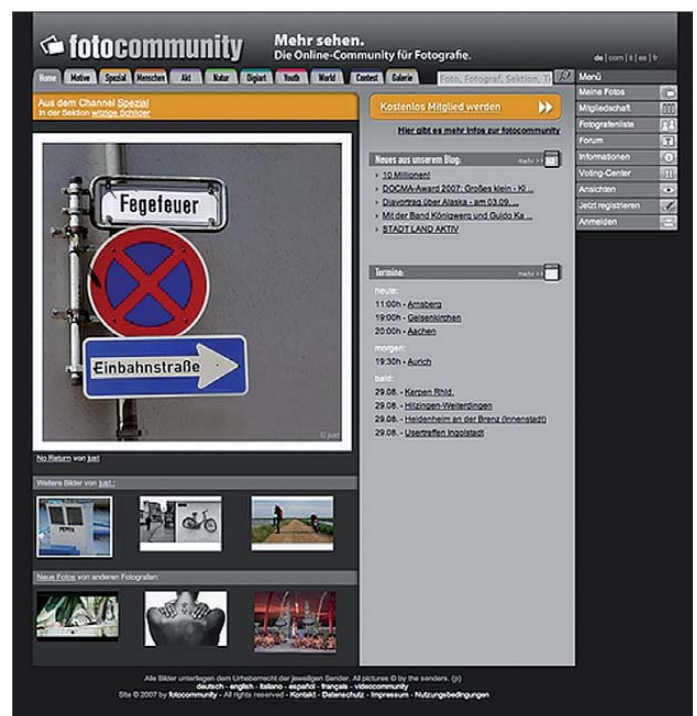 fotocommunity
Mehr sehen.
Die Online-Community für Fotografie.
de | com | it | es | fr
Home Motive Spezial Menschen Akt Natur Digiart Youth World Contest Galerie
Foto, Fotograf, Sektion, Ti
Menü
Meine Fotos
Mitgliedschaft
Fotografenliste
Forum
Informationen
Voting-Center
Ansichten
Jetzt registrieren
Anmelden
Aus dem Channel Spezial
In der Sektion witzige Schilder
Fegefeuer
Einbahnstraße
© just
No Return von just
Weitere Bilder von just :
Neue Fotos von anderen Fotografen:
Kostenlos Mitglied werden
Hier gibt es mehr Infos zur fotocommunity
Neues aus unserem Blog:
mehr >>
10 Millionen!
DOCMA-Award 2007: Großes klein - Kl ...
Diavortrag über Alaska - am 03.09. ...
Mit der Band Königwerq und Guido Ka ...
STADT LAND AKTIV
Termine:
mehr >>
heute:
11:00h - Arnsberg
19:00h - Gelsenkirchen
20:00h - Aachen
morgen:
19:30h - Aurich
bald:
29.08. - Kerpen Rhld.
29.08. - Hilzingen-Weiterdingen
29.08. - Heidenheim an der Brenz (Innenstadt)
29.08. - Usertreffen Ingolstadt
Alle Bilder unterliegen dem Urheberrecht der jeweiligen Sender. All pictures © by the senders. (p)
deutsch - english - italiano - español - français - videocommunity
Site © 2007 by fotocommunity - All rights reserved - Kontakt - Datenschutz - Impressum - Nutzungsbedingungen